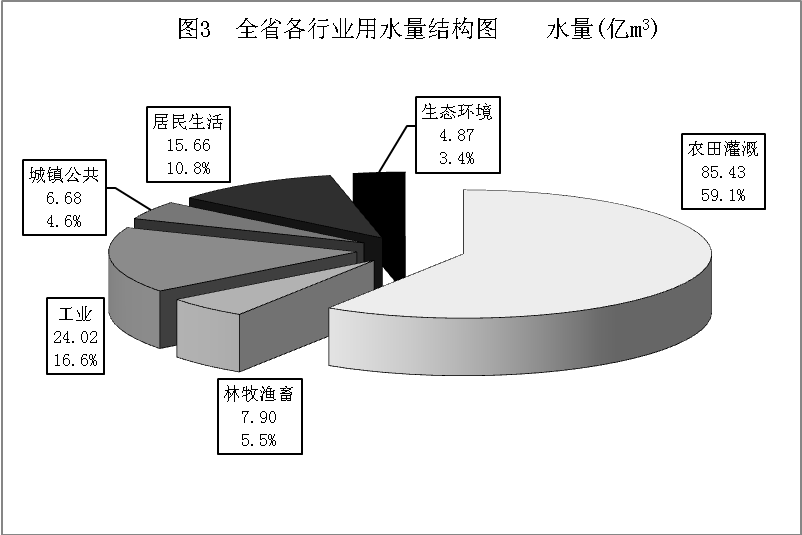 图3 全省各行业用水量结构图 水量(亿m³)
生态环境
4.87
3.4%
居民生活
15.66
10.8%
农田灌溉
85.43
59.1%
城镇公共
6.68
4.6%
工业
24.02
16.6%
林牧渔畜
7.90
5.5%